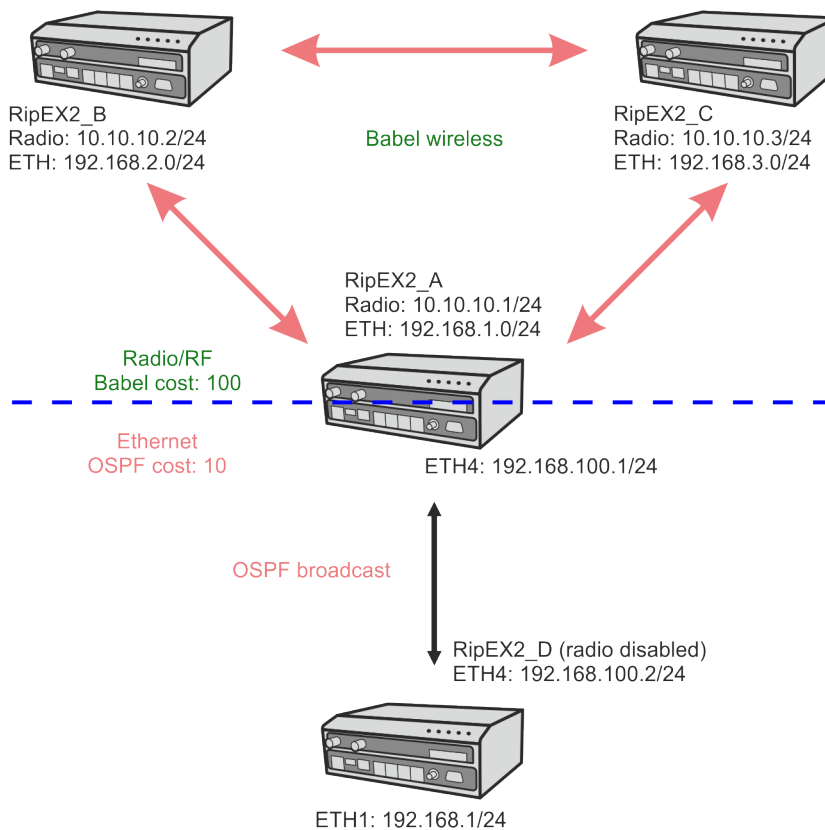 RipEX2_B
Radio: 10.10.10.2/24
ETH: 192.168.2.0/24
Babel wireless
RipEX2_C
Radio: 10.10.10.3/24
ETH: 192.168.3.0/24
RipEX2_A
Radio: 10.10.10.1/24
ETH: 192.168.1.0/24
Radio/RF
Babel cost: 100
Ethernet
OSPF cost: 10
ETH4: 192.168.100.1/24
OSPF broadcast
RipEX2_D (radio disabled)
ETH4: 192.168.100.2/24
ETH1: 192.168.1/24